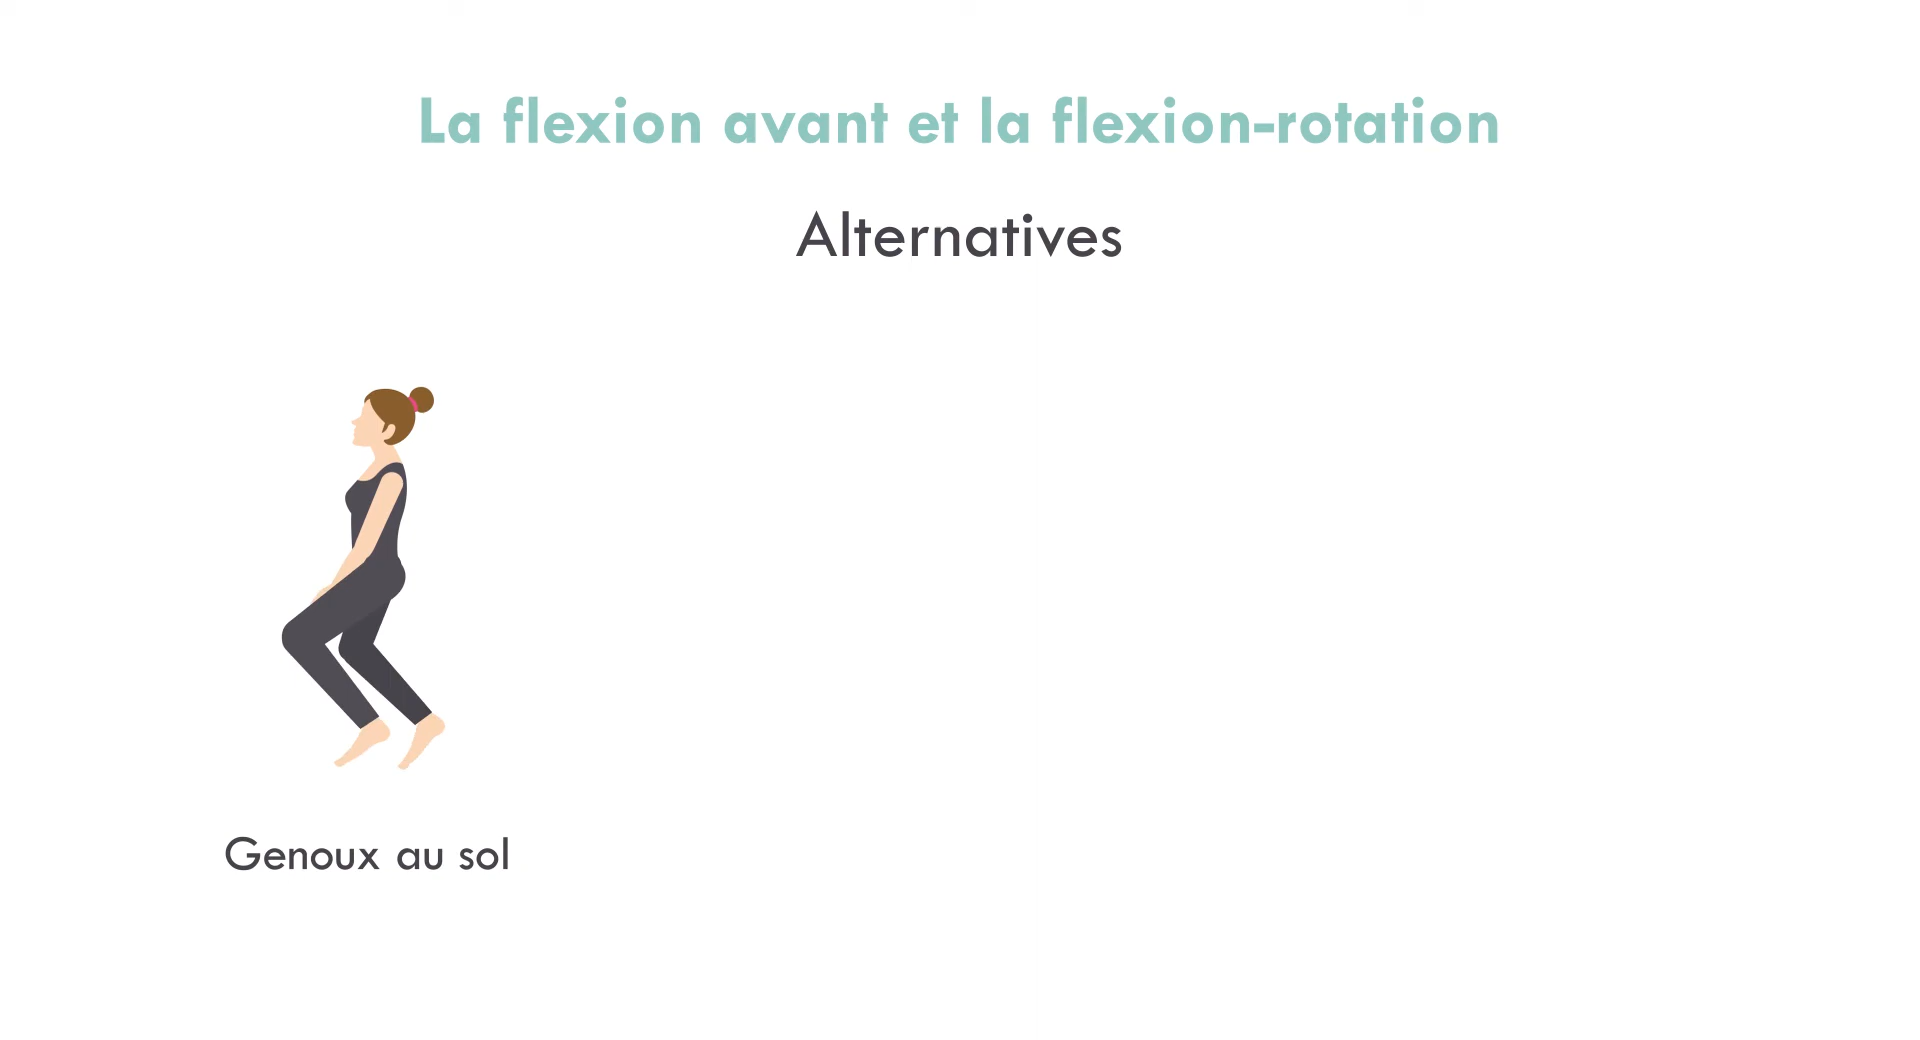 La flexion avant et la flexion-rotation
Alternatives
Genoux au sol